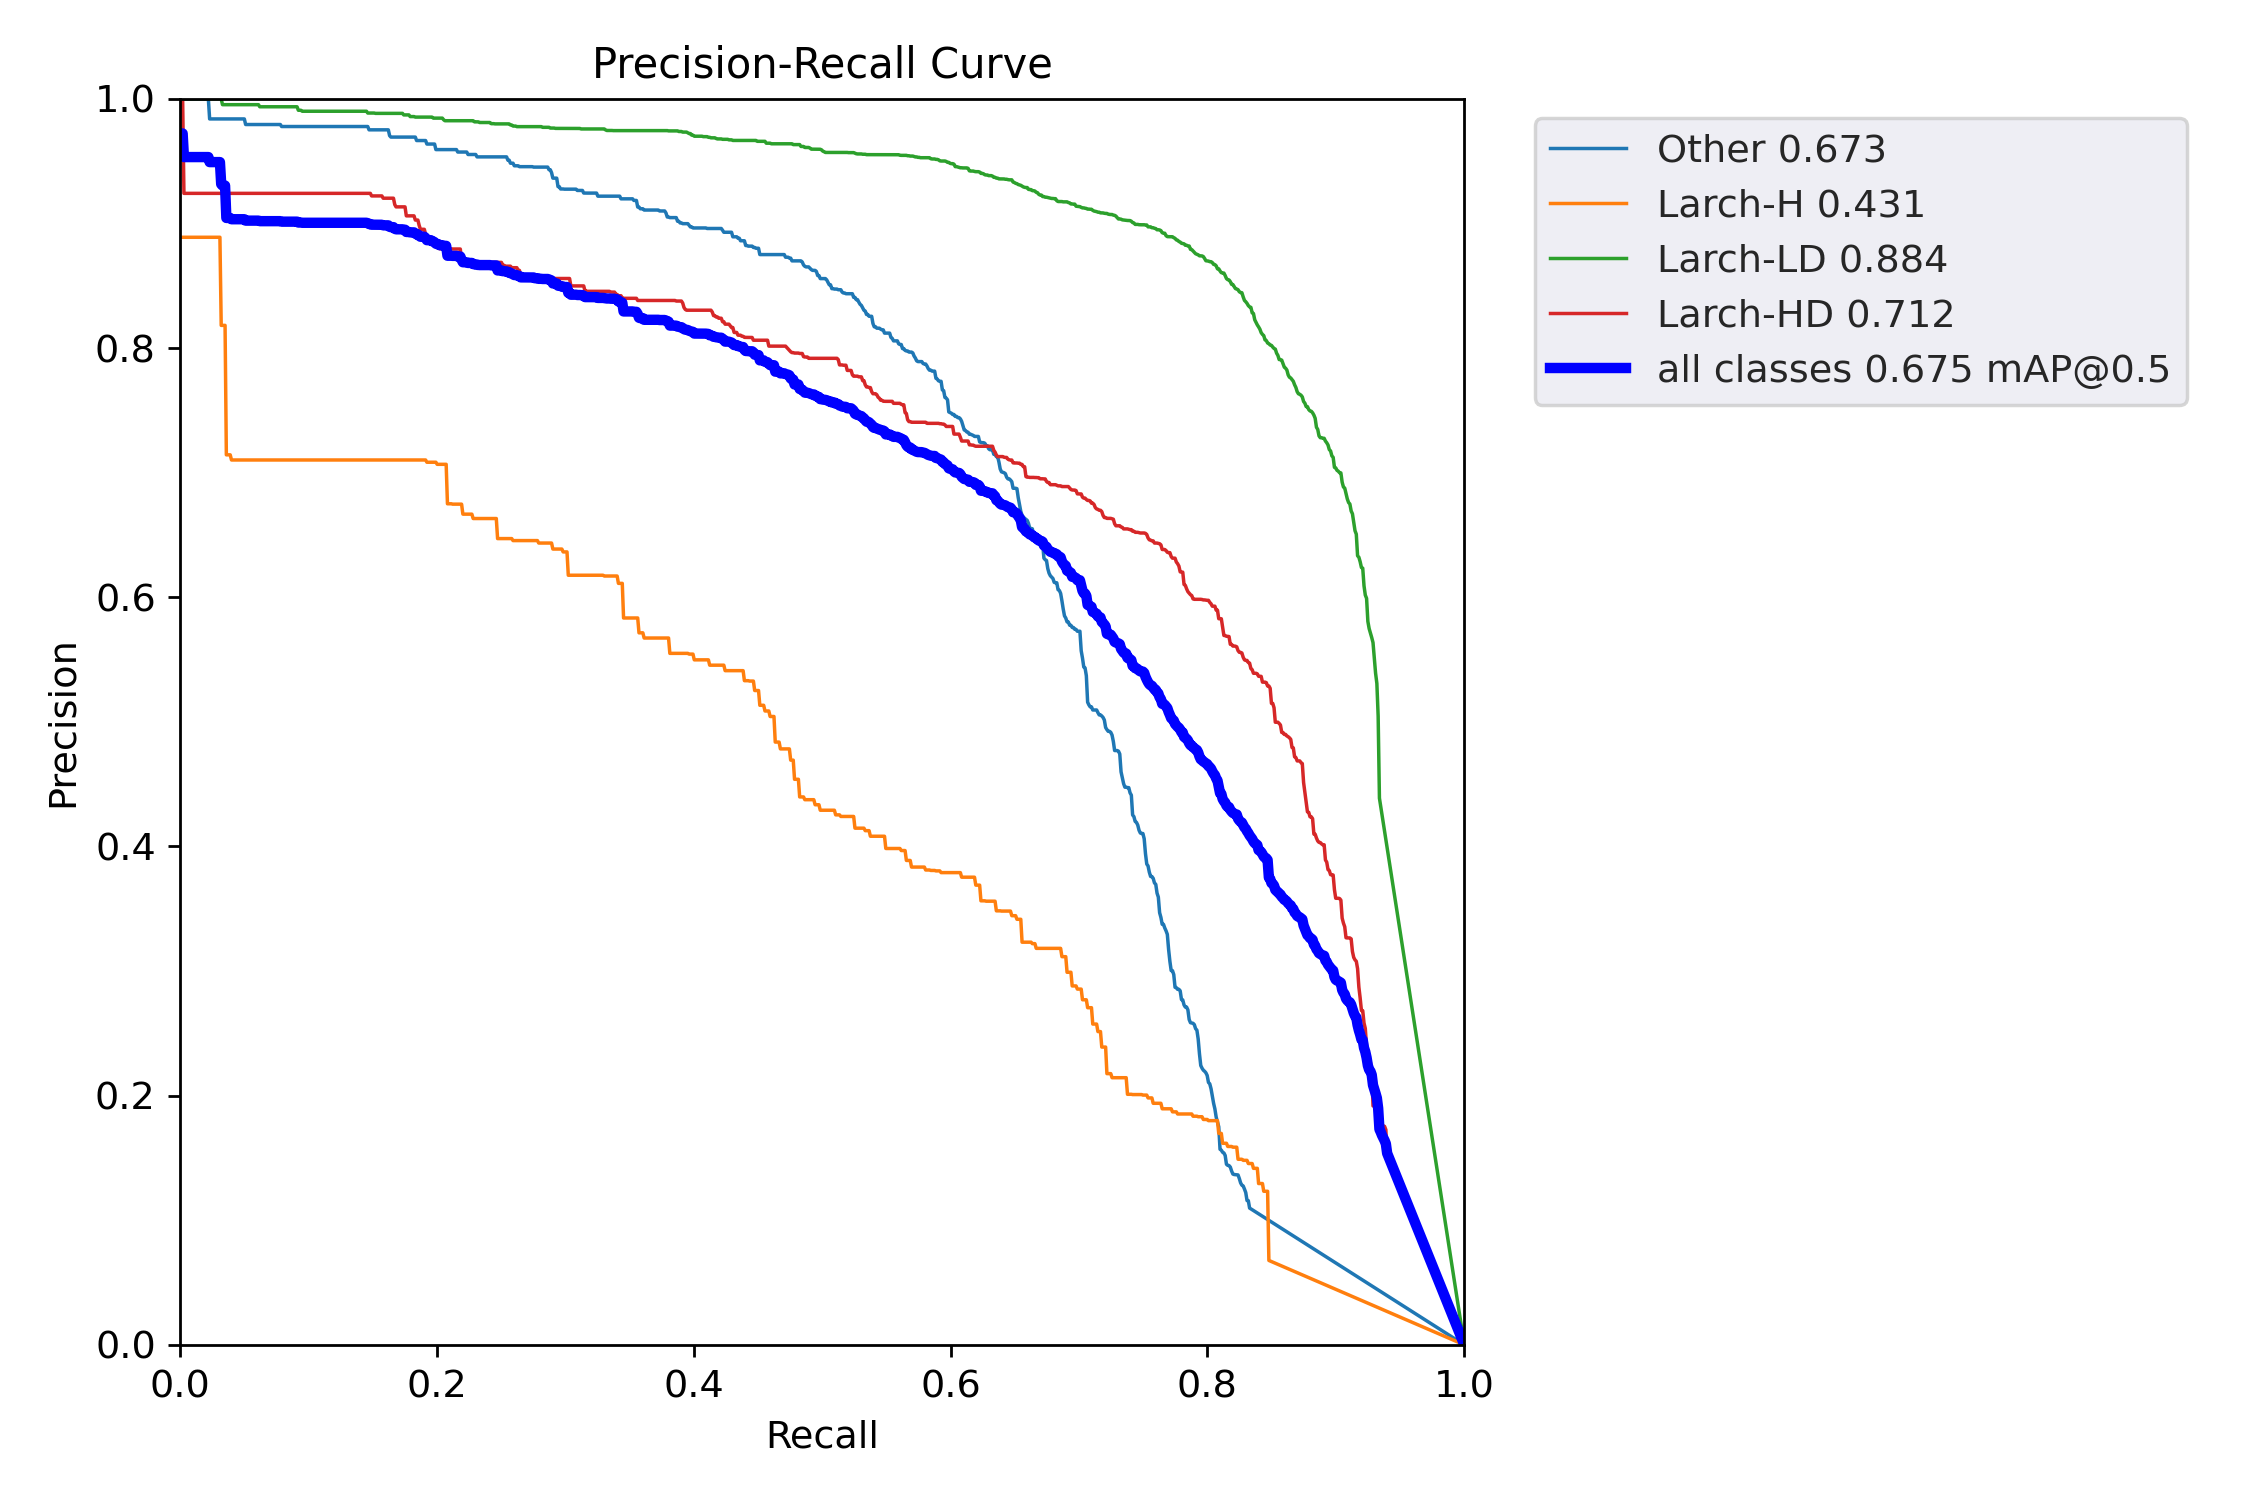 Precision-Recall Curve
1.0
0.8
0.6
0.4
0.2
0.0
Precision
0.0 0.2 0.4 0.6 0.8 1.0
Recall
Other 0.673
Larch-H 0.431
Larch-LD 0.884
Larch-HD 0.712
all classes 0.675 mAP@0.5